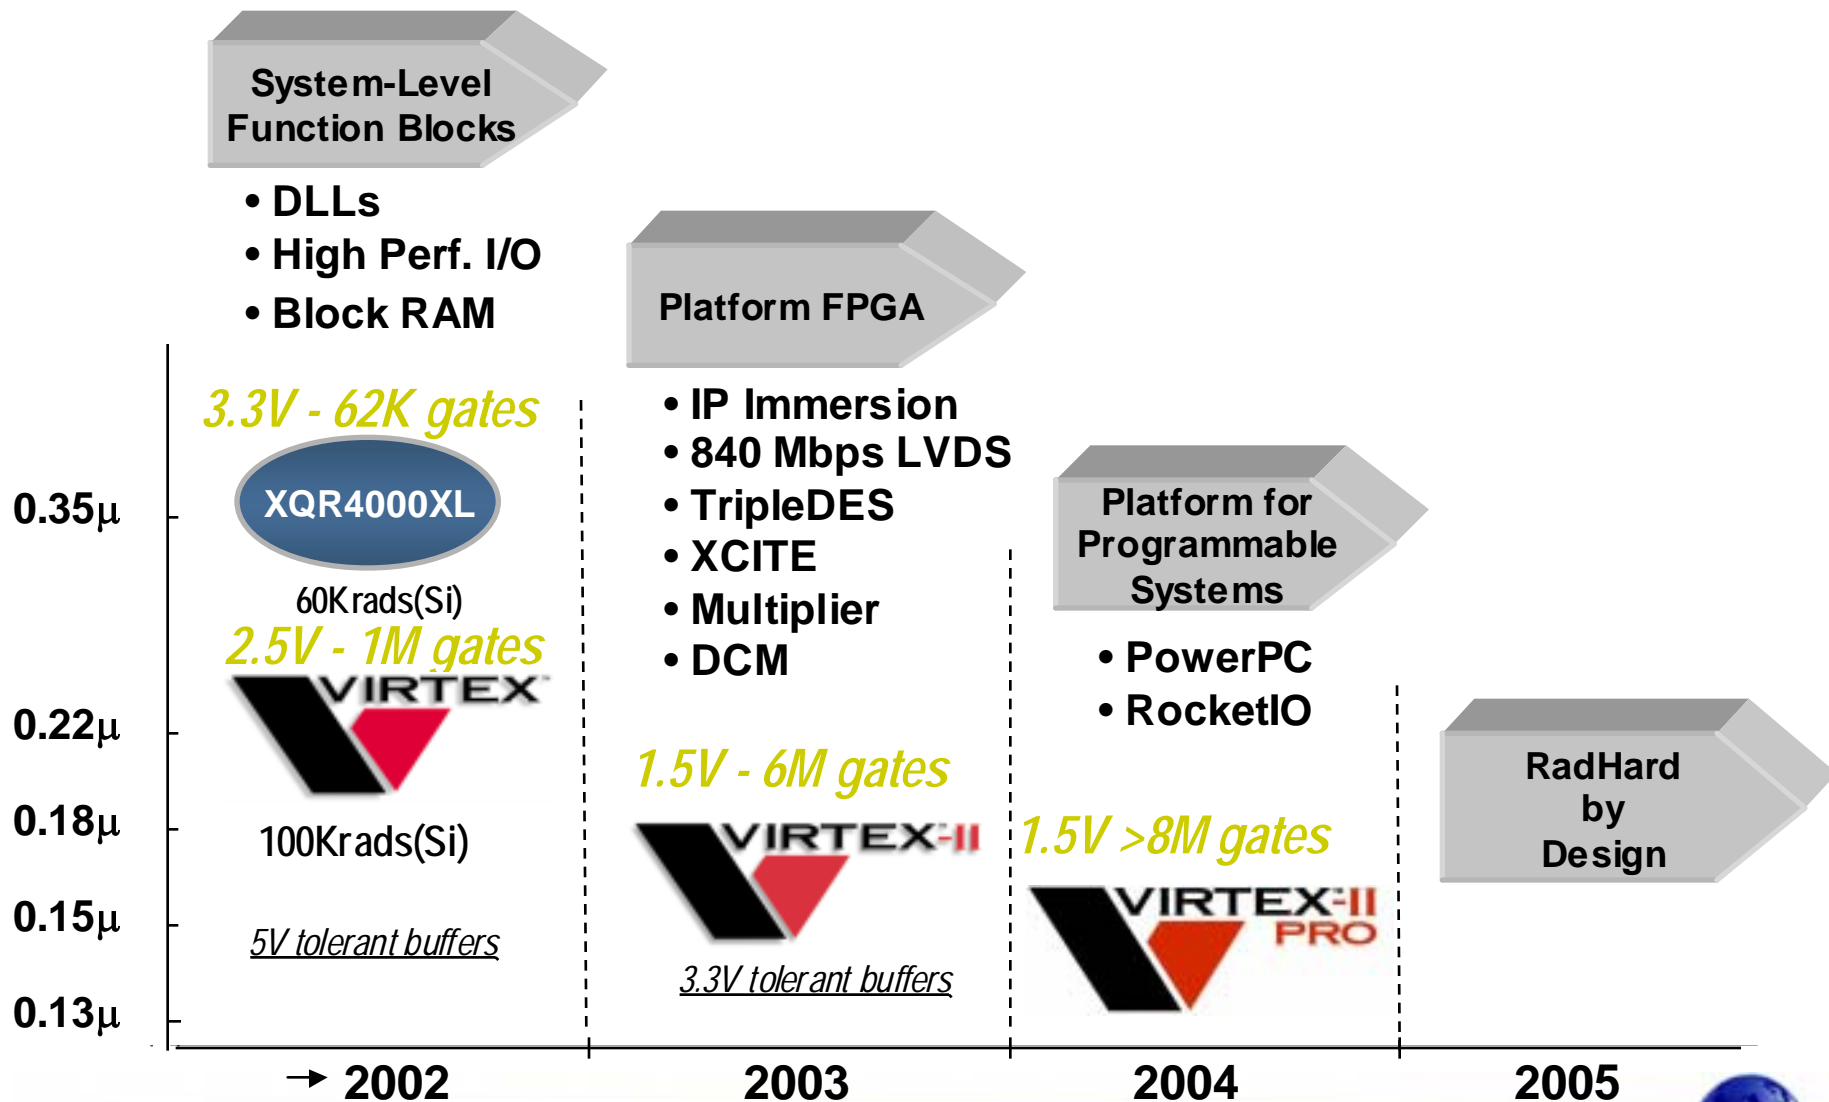 System-Level
Function Blocks
• DLLs
• High Perf. I/O
• Block RAM
3.3V - 62K gates
XQR4000XL
60Krads(Si)
2.5V - 1M gates
VIRTEX™
100Krads(Si)
5V tolerant buffers
Platform FPGA
• IP Immersion
• 840 Mbps LVDS
• TripleDES
• XCITE
• Multiplier
• DCM
1.5V - 6M gates
VIRTEX-II
3.3V tolerant buffers
Platform for
Programmable
Systems
• PowerPC
• RocketIO
1.5V >8M gates
VIRTEX-II
PRO
RadHard
by
Design
0.35μ
0.22μ
0.18μ
0.15μ
0.13μ
→ 2002
2003
2004
2005